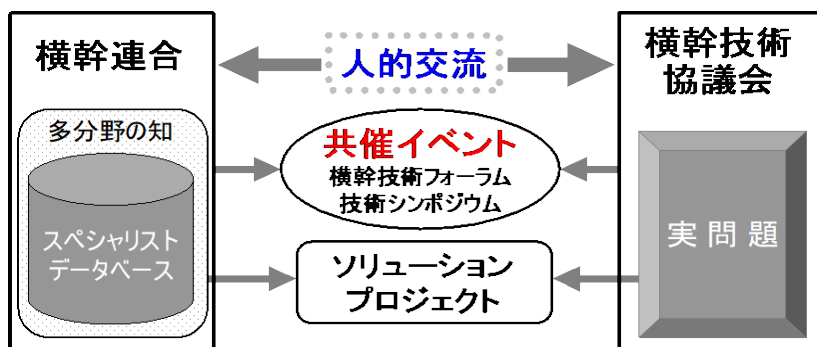 横幹連合
多分野の知
スペシャリスト
データベース
人的交流
共催イベント
横幹技術フォーラム
技術シンポジウム
ソリューション
プロジェクト
横幹技術
協議会
実問題